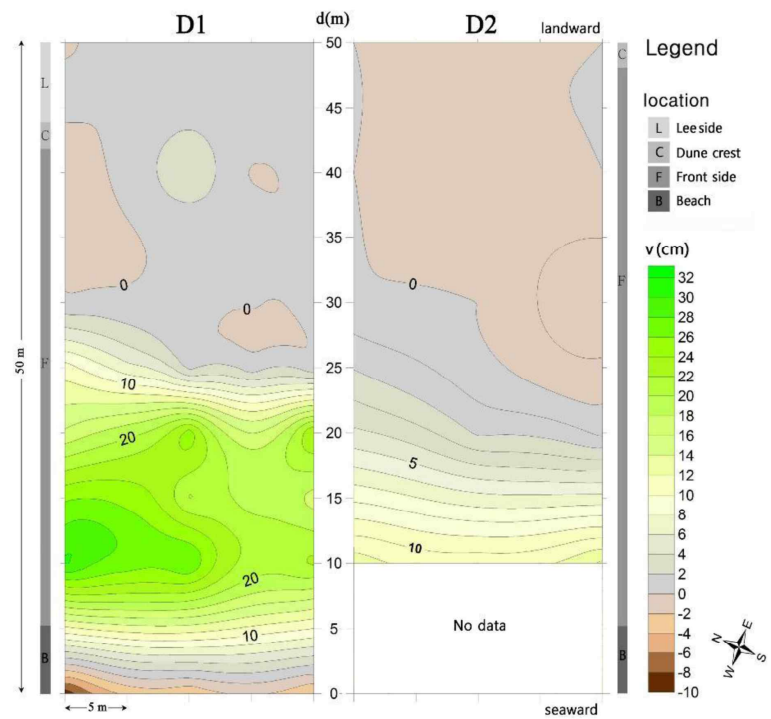 D1
d(m)
D2
landward
50
45
40
35
30
25
20
15
10
5
0
50 m
5 m
L
C
F
B
0
0
10
20
20
10
0
5
10
No data
seaward
C
F
B
Legend
location
L Lee side
C Dune crest
F Front side
B Beach
v(cm)
32
30
28
26
24
22
20
18
16
14
12
10
8
6
4
2
0
-2
-4
-6
-8
-10
N
E
S
W